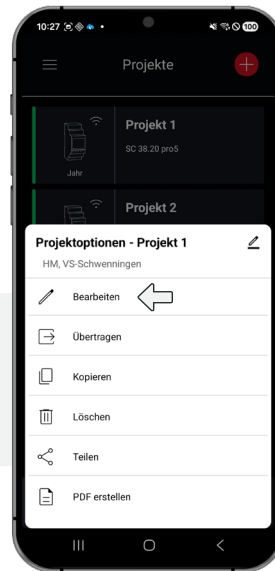 10:27
100
Projekte
Projekt 1
SC 38.20 pro5
Jahr
Projekt 2
Projektoptionen - Projekt 1
HM, VS-Schwenningen
Bearbeiten
Übertragen
Kopieren
Löschen
Teilen
PDF erstellen